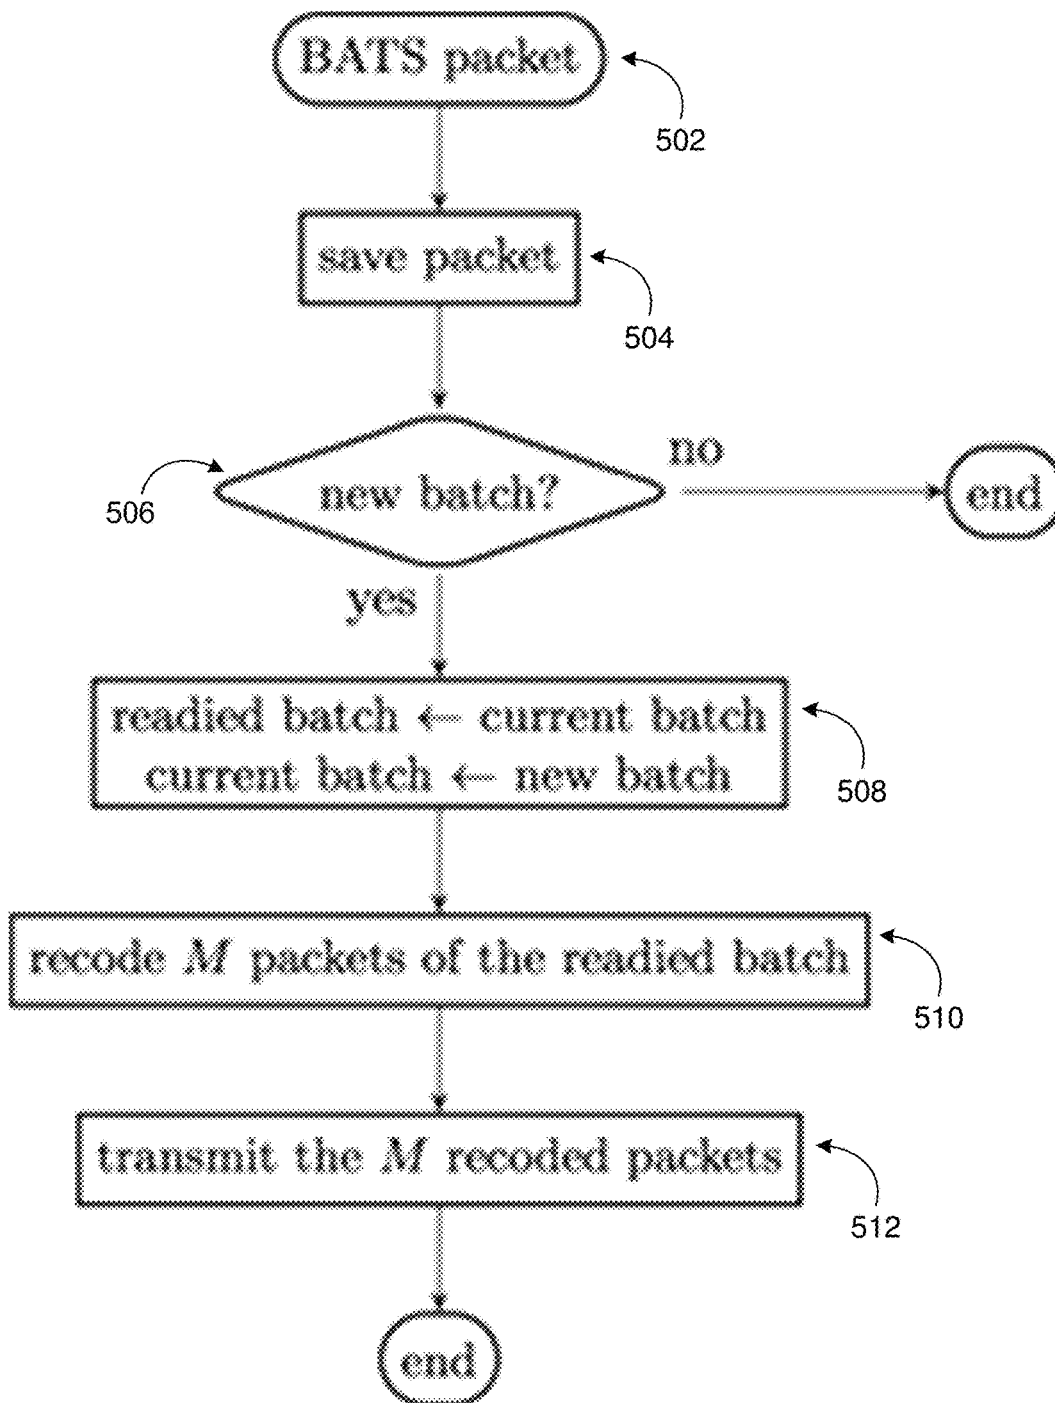 BATS packet
502
save packet
504
new batch?
506
no
end
yes
readied batch ← current batch
current batch ← new batch
508
recode M packets of the readied batch
510
transmit the M recoded packets
512
end